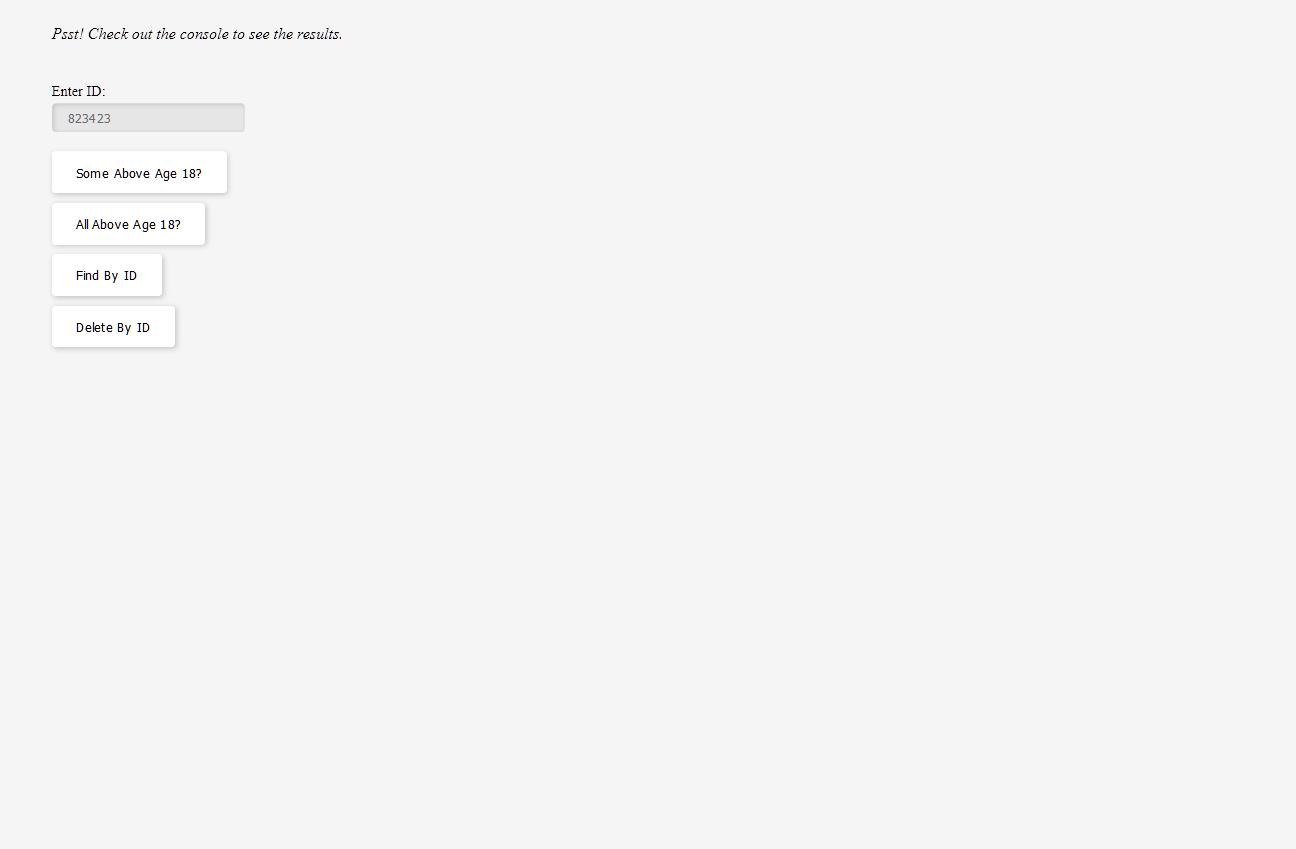 Psst! Check out the console to see the results.
Enter ID:
823423
Some Above Age 18?
All Above Age 18?
Find By ID
Delete By ID